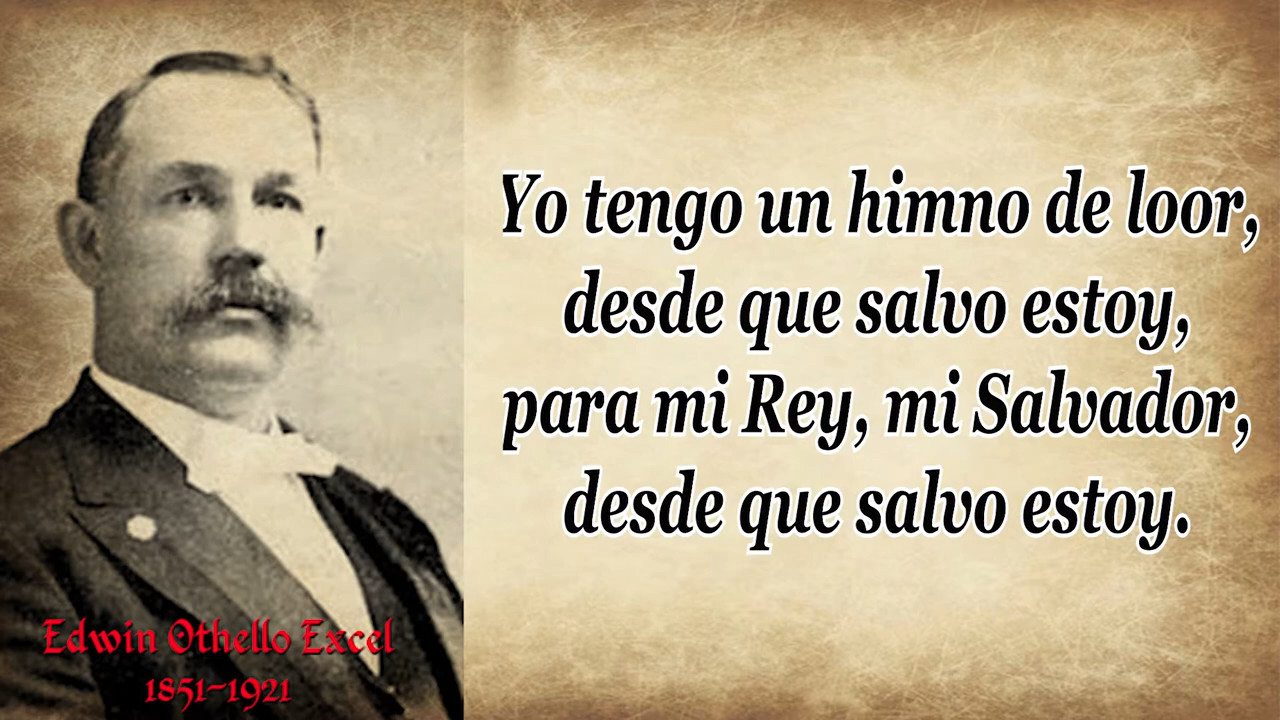 Yo tengo un himno de loor,
desde que salvo estoy,
para mi Rey, mi Salvador,
desde que salvo estoy.
Edwin Othello Excel
1851-1921